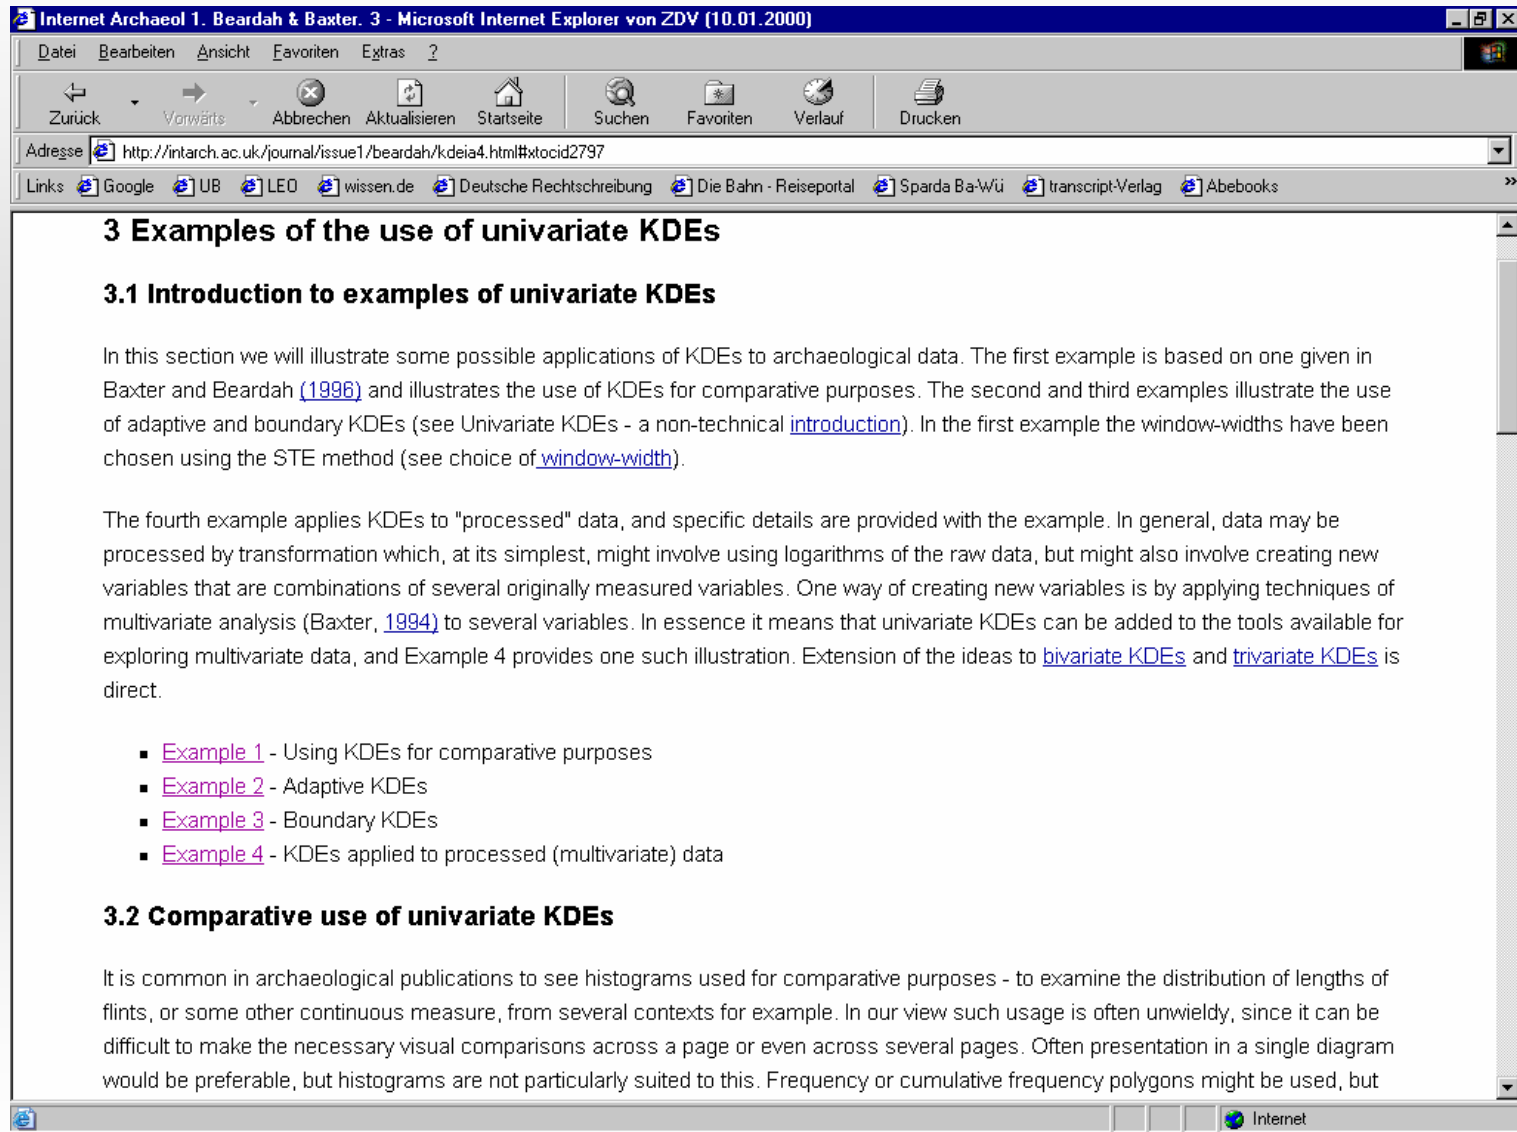 Internet Archaeol 1. Beardah & Baxter. 3 - Microsoft Internet Explorer von ZDV (10.01.2000)
Datei Bearbeiten Ansicht Favoriten Extras ?
Zurück Vorwärts Abbrechen Aktualisieren Startseite Suchen Favoriten Verlauf Drucken
Adresse http://intarch.ac.uk/journal/issue1/beardah/kdeia4.html#xtocid2797
Links Google UB LEO wissen.de Deutsche Rechtschreibung Die Bahn - Reiseportal Sparda Ba-Wü transcript-Verlag Abebooks »
3 Examples of the use of univariate KDEs
3.1 Introduction to examples of univariate KDEs
In this section we will illustrate some possible applications of KDEs to archaeological data. The first example is based on one given in
Baxter and Beardah (1996) and illustrates the use of KDEs for comparative purposes. The second and third examples illustrate the use
of adaptive and boundary KDEs (see Univariate KDEs - a non-technical introduction). In the first example the window-widths have been
chosen using the STE method (see choice of window-width).
The fourth example applies KDEs to "processed" data, and specific details are provided with the example. In general, data may be
processed by transformation which, at its simplest, might involve using logarithms of the raw data, but might also involve creating new
variables that are combinations of several originally measured variables. One way of creating new variables is by applying techniques of
multivariate analysis (Baxter, 1994) to several variables. In essence it means that univariate KDEs can be added to the tools available for
exploring multivariate data, and Example 4 provides one such illustration. Extension of the ideas to bivariate KDEs and trivariate KDEs is
direct.
▪ Example 1 - Using KDEs for comparative purposes
▪ Example 2 - Adaptive KDEs
▪ Example 3 - Boundary KDEs
▪ Example 4 - KDEs applied to processed (multivariate) data
3.2 Comparative use of univariate KDEs
It is common in archaeological publications to see histograms used for comparative purposes - to examine the distribution of lengths of
flints, or some other continuous measure, from several contexts for example. In our view such usage is often unwieldy, since it can be
difficult to make the necessary visual comparisons across a page or even across several pages. Often presentation in a single diagram
would be preferable, but histograms are not particularly suited to this. Frequency or cumulative frequency polygons might be used, but
Internet